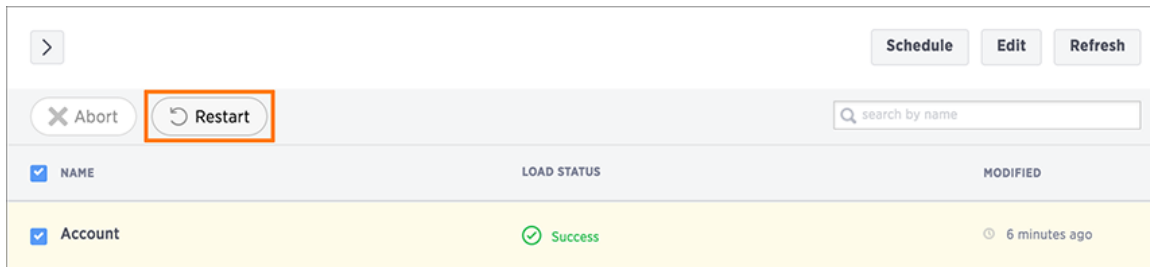 Schedule Edit Refresh
Abort Restart search by name
NAME LOAD STATUS MODIFIED
Account Success 6 minutes ago